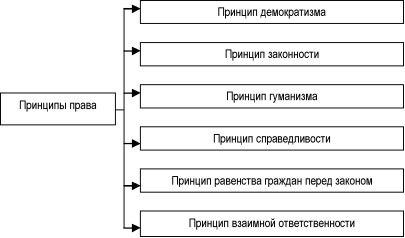 Принципы права
Принцип демократизма
Принцип законности
Принцип гуманизма
Принцип справедливости
Принцип равенства граждан перед законом
Принцип взаимной ответственности